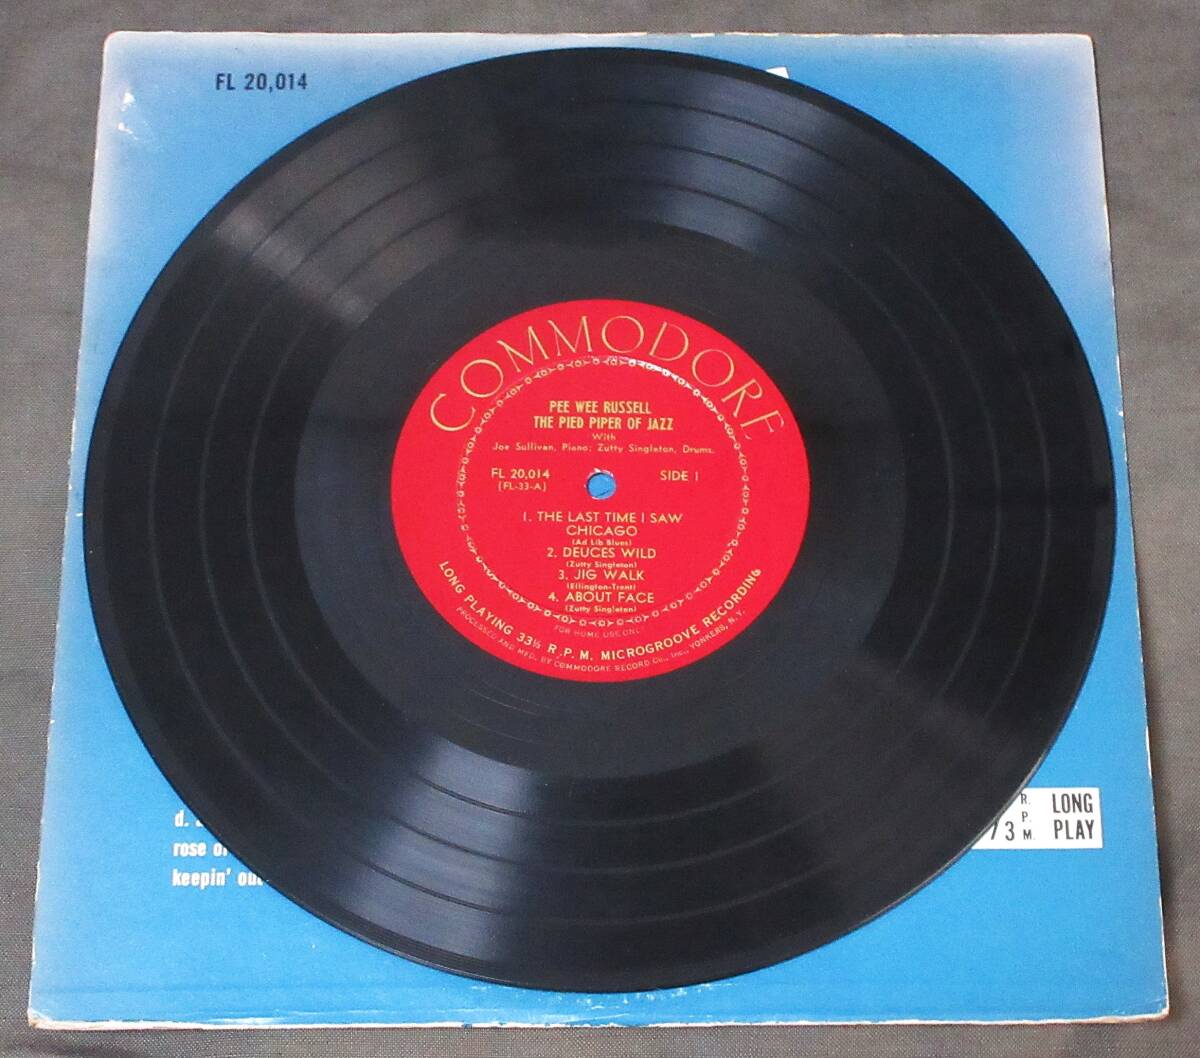 FL 20,014
COMMODORE
PEE WEE RUSSELL
THE PIED PIPER OF JAZZ
With
Joe Sullivan, Piano; Zutty Singleton, Drums.
FL 20,014 SIDE 1
[FL-33-A]
1. THE LAST TIME I SAW
CHICAGO
(Ad Lib Blues)
2. DEUCES WILD
(Zutty Singleton)
3. JIG WALK
(Ellington-Trent)
4. ABOUT FACE
(Zutty Singleton)
FOR HOME USE ONLY
LONG PLAYING 33⅓ R.P.M. MICROGROOVE RECORDING
PROCESSED AND MFD. BY COMMODORE RECORD Co., Inc., YONKERS, N.Y.
d.
rose
keepin' out
/3 R. P. M. LONG
PLAY